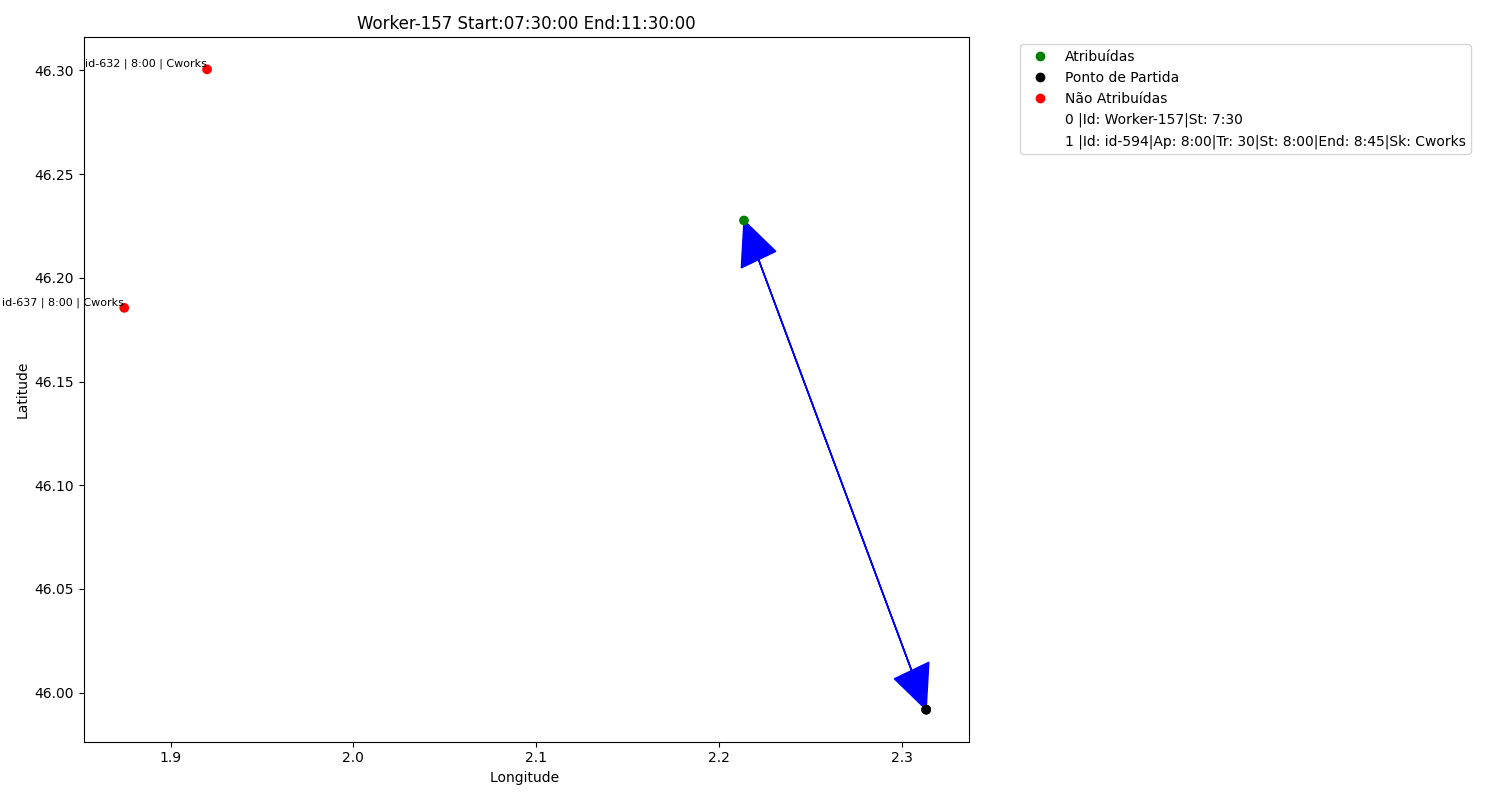 Worker-157 Start:07:30:00 End:11:30:00
Atribuídas
Ponto de Partida
Não Atribuídas
0 |Id: Worker-157|St: 7:30
1 |Id: id-594|Ap: 8:00|Tr: 30|St: 8:00|End: 8:45|Sk: Cworks
id-632 | 8:00 | Cworks
id-637 | 8:00 | Cworks
Latitude
46.30
46.25
46.20
46.15
46.10
46.05
46.00
1.9
2.0
2.1
2.2
2.3
Longitude